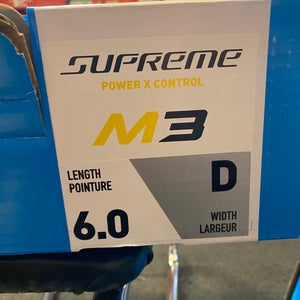 SUPREME
POWER X CONTROL
M3
LENGTH
POINTURE
6.0
D
WIDTH
LARGEUR